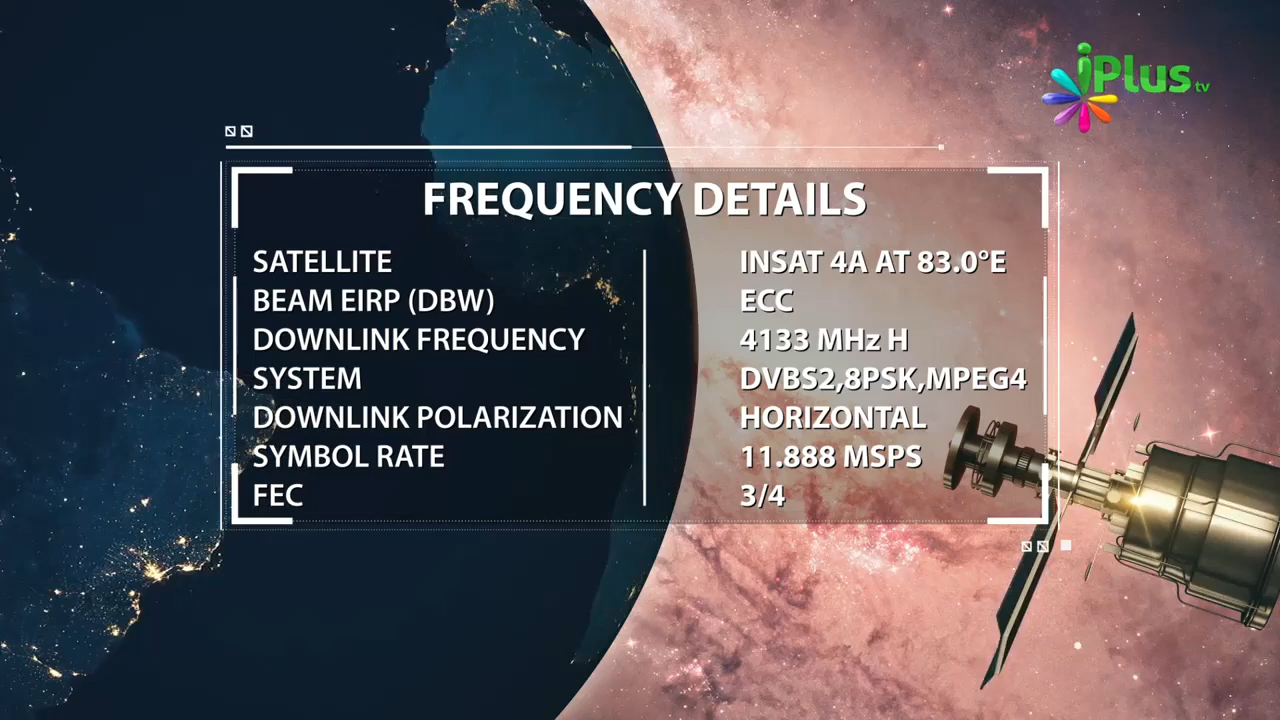 iPlus tv
FREQUENCY DETAILS
SATELLITE INSAT 4A AT 83.0°E
BEAM EIRP (DBW) ECC
DOWNLINK FREQUENCY 4133 MHz H
SYSTEM DVBS2,8PSK,MPEG4
DOWNLINK POLARIZATION HORIZONTAL
SYMBOL RATE 11.888 MSPS
FEC 3/4